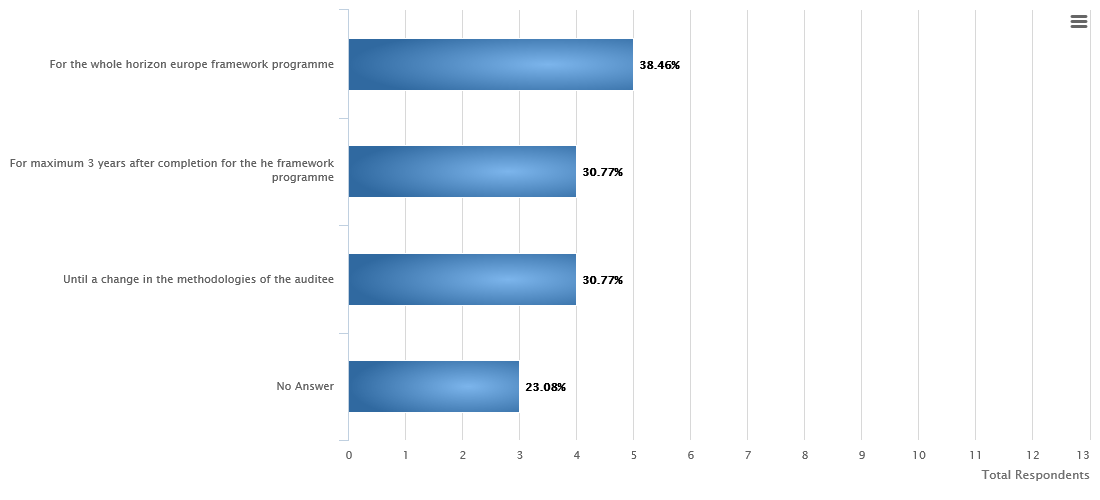 For the whole horizon europe framework programme
38.46%
For maximum 3 years after completion for the he framework
programme
30.77%
Until a change in the methodologies of the auditee
30.77%
No Answer
23.08%
0 1 2 3 4 5 6 7 8 9 10 11 12 13
Total Respondents